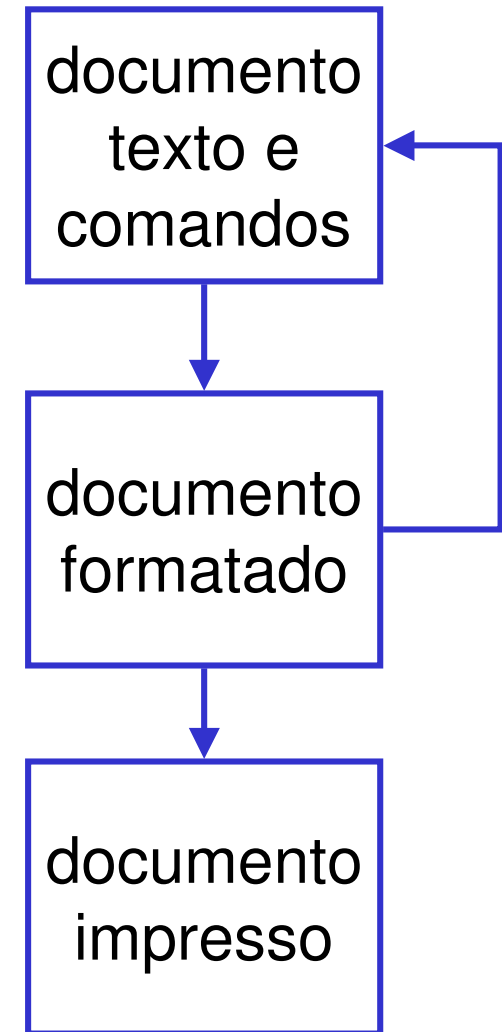 documento
texto e
comandos
documento
formatado
documento
impresso